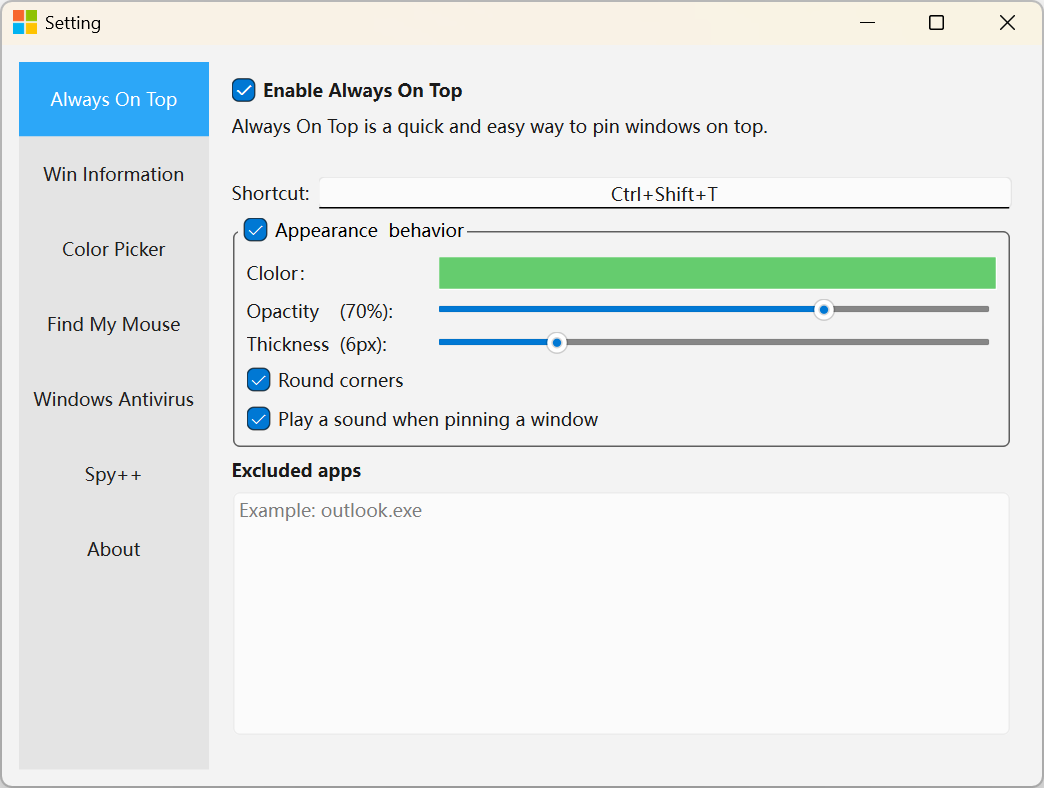 Setting
Always On Top
Win Information
Color Picker
Find My Mouse
Windows Antivirus
Spy++
About
Enable Always On Top
Always On Top is a quick and easy way to pin windows on top.
Shortcut: Ctrl+Shift+T
Appearance behavior
Clolor:
Opactity (70%):
Thickness (6px):
Round corners
Play a sound when pinning a window
Excluded apps
Example: outlook.exe